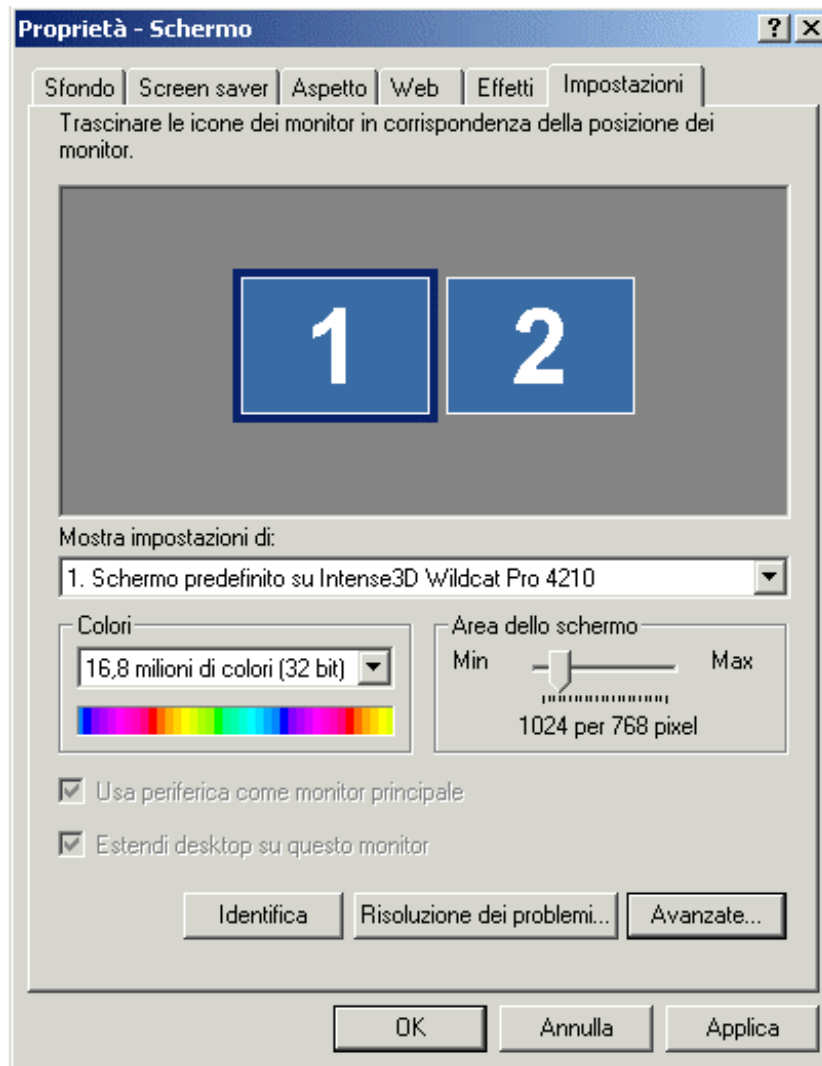 Proprietà - Schermo
Sfondo Screen saver Aspetto Web Effetti Impostazioni
Trascinare le icone dei monitor in corrispondenza della posizione dei
monitor.
1 2
Mostra impostazioni di:
1. Schermo predefinito su Intense3D Wildcat Pro 4210
Colori
16,8 milioni di colori (32 bit)
Area dello schermo
Min Max
1024 per 768 pixel
Usa periferica come monitor principale
Estendi desktop su questo monitor
Identifica Risoluzione dei problemi... Avanzate...
OK Annulla Applica